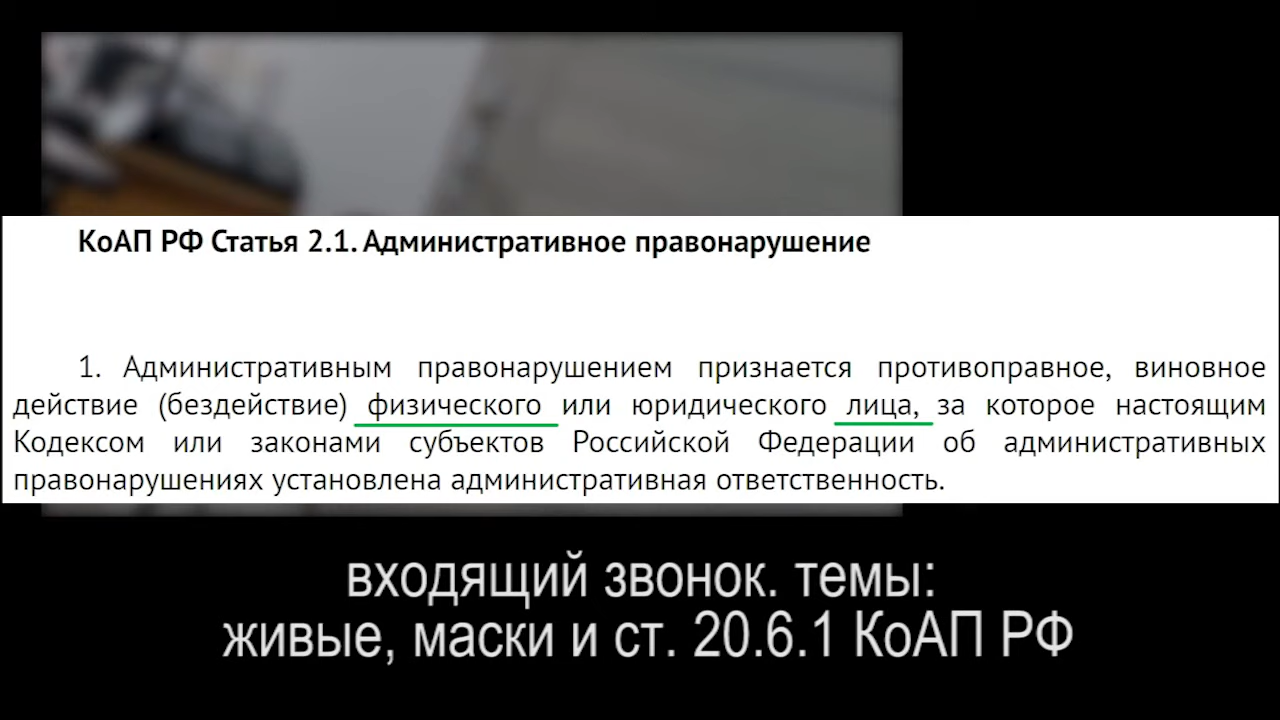 КоАП РФ Статья 2.1. Административное правонарушение
1. Административным правонарушением признается противоправное, виновное
действие (бездействие) физического или юридического лица, за которое настоящим
Кодексом или законами субъектов Российской Федерации об административных
правонарушениях установлена административная ответственность.
входящий звонок. темы:
живые, маски и ст. 20.6.1 КоАП РФ